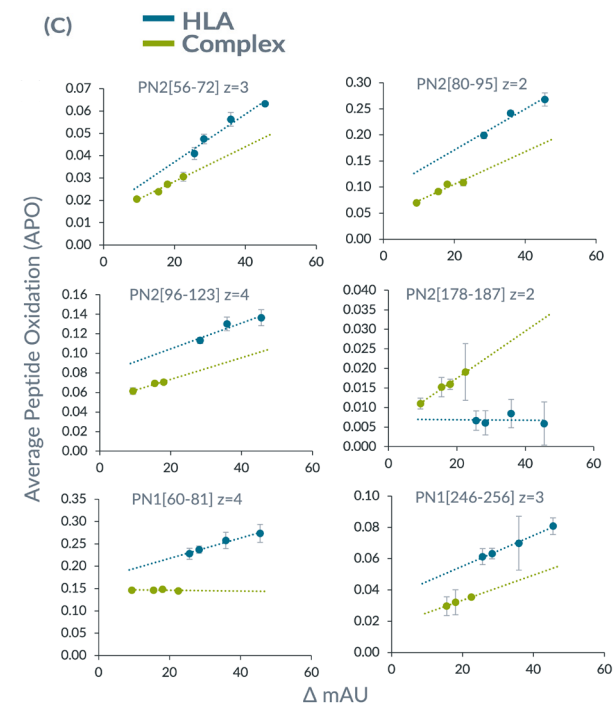 (C)
HLA
Complex
Average Peptide Oxidation (APO)
PN2[56-72] z=3
0.07
0.06
0.05
0.04
0.03
0.02
0.01
0.00
0 20 40 60
PN2[80-95] z=2
0.30
0.25
0.20
0.15
0.10
0.05
0.00
0 20 40 60
PN2[96-123] z=4
0.16
0.14
0.12
0.10
0.08
0.06
0.04
0.02
0.00
0 20 40 60
PN2[178-187] z=2
0.040
0.035
0.030
0.025
0.020
0.015
0.010
0.005
0.000
0 20 40 60
PN1[60-81] z=4
0.35
0.30
0.25
0.20
0.15
0.10
0.05
0.00
0 20 40 60
PN1[246-256] z=3
0.10
0.08
0.06
0.04
0.02
0.00
0 20 40 60
Δ mAU